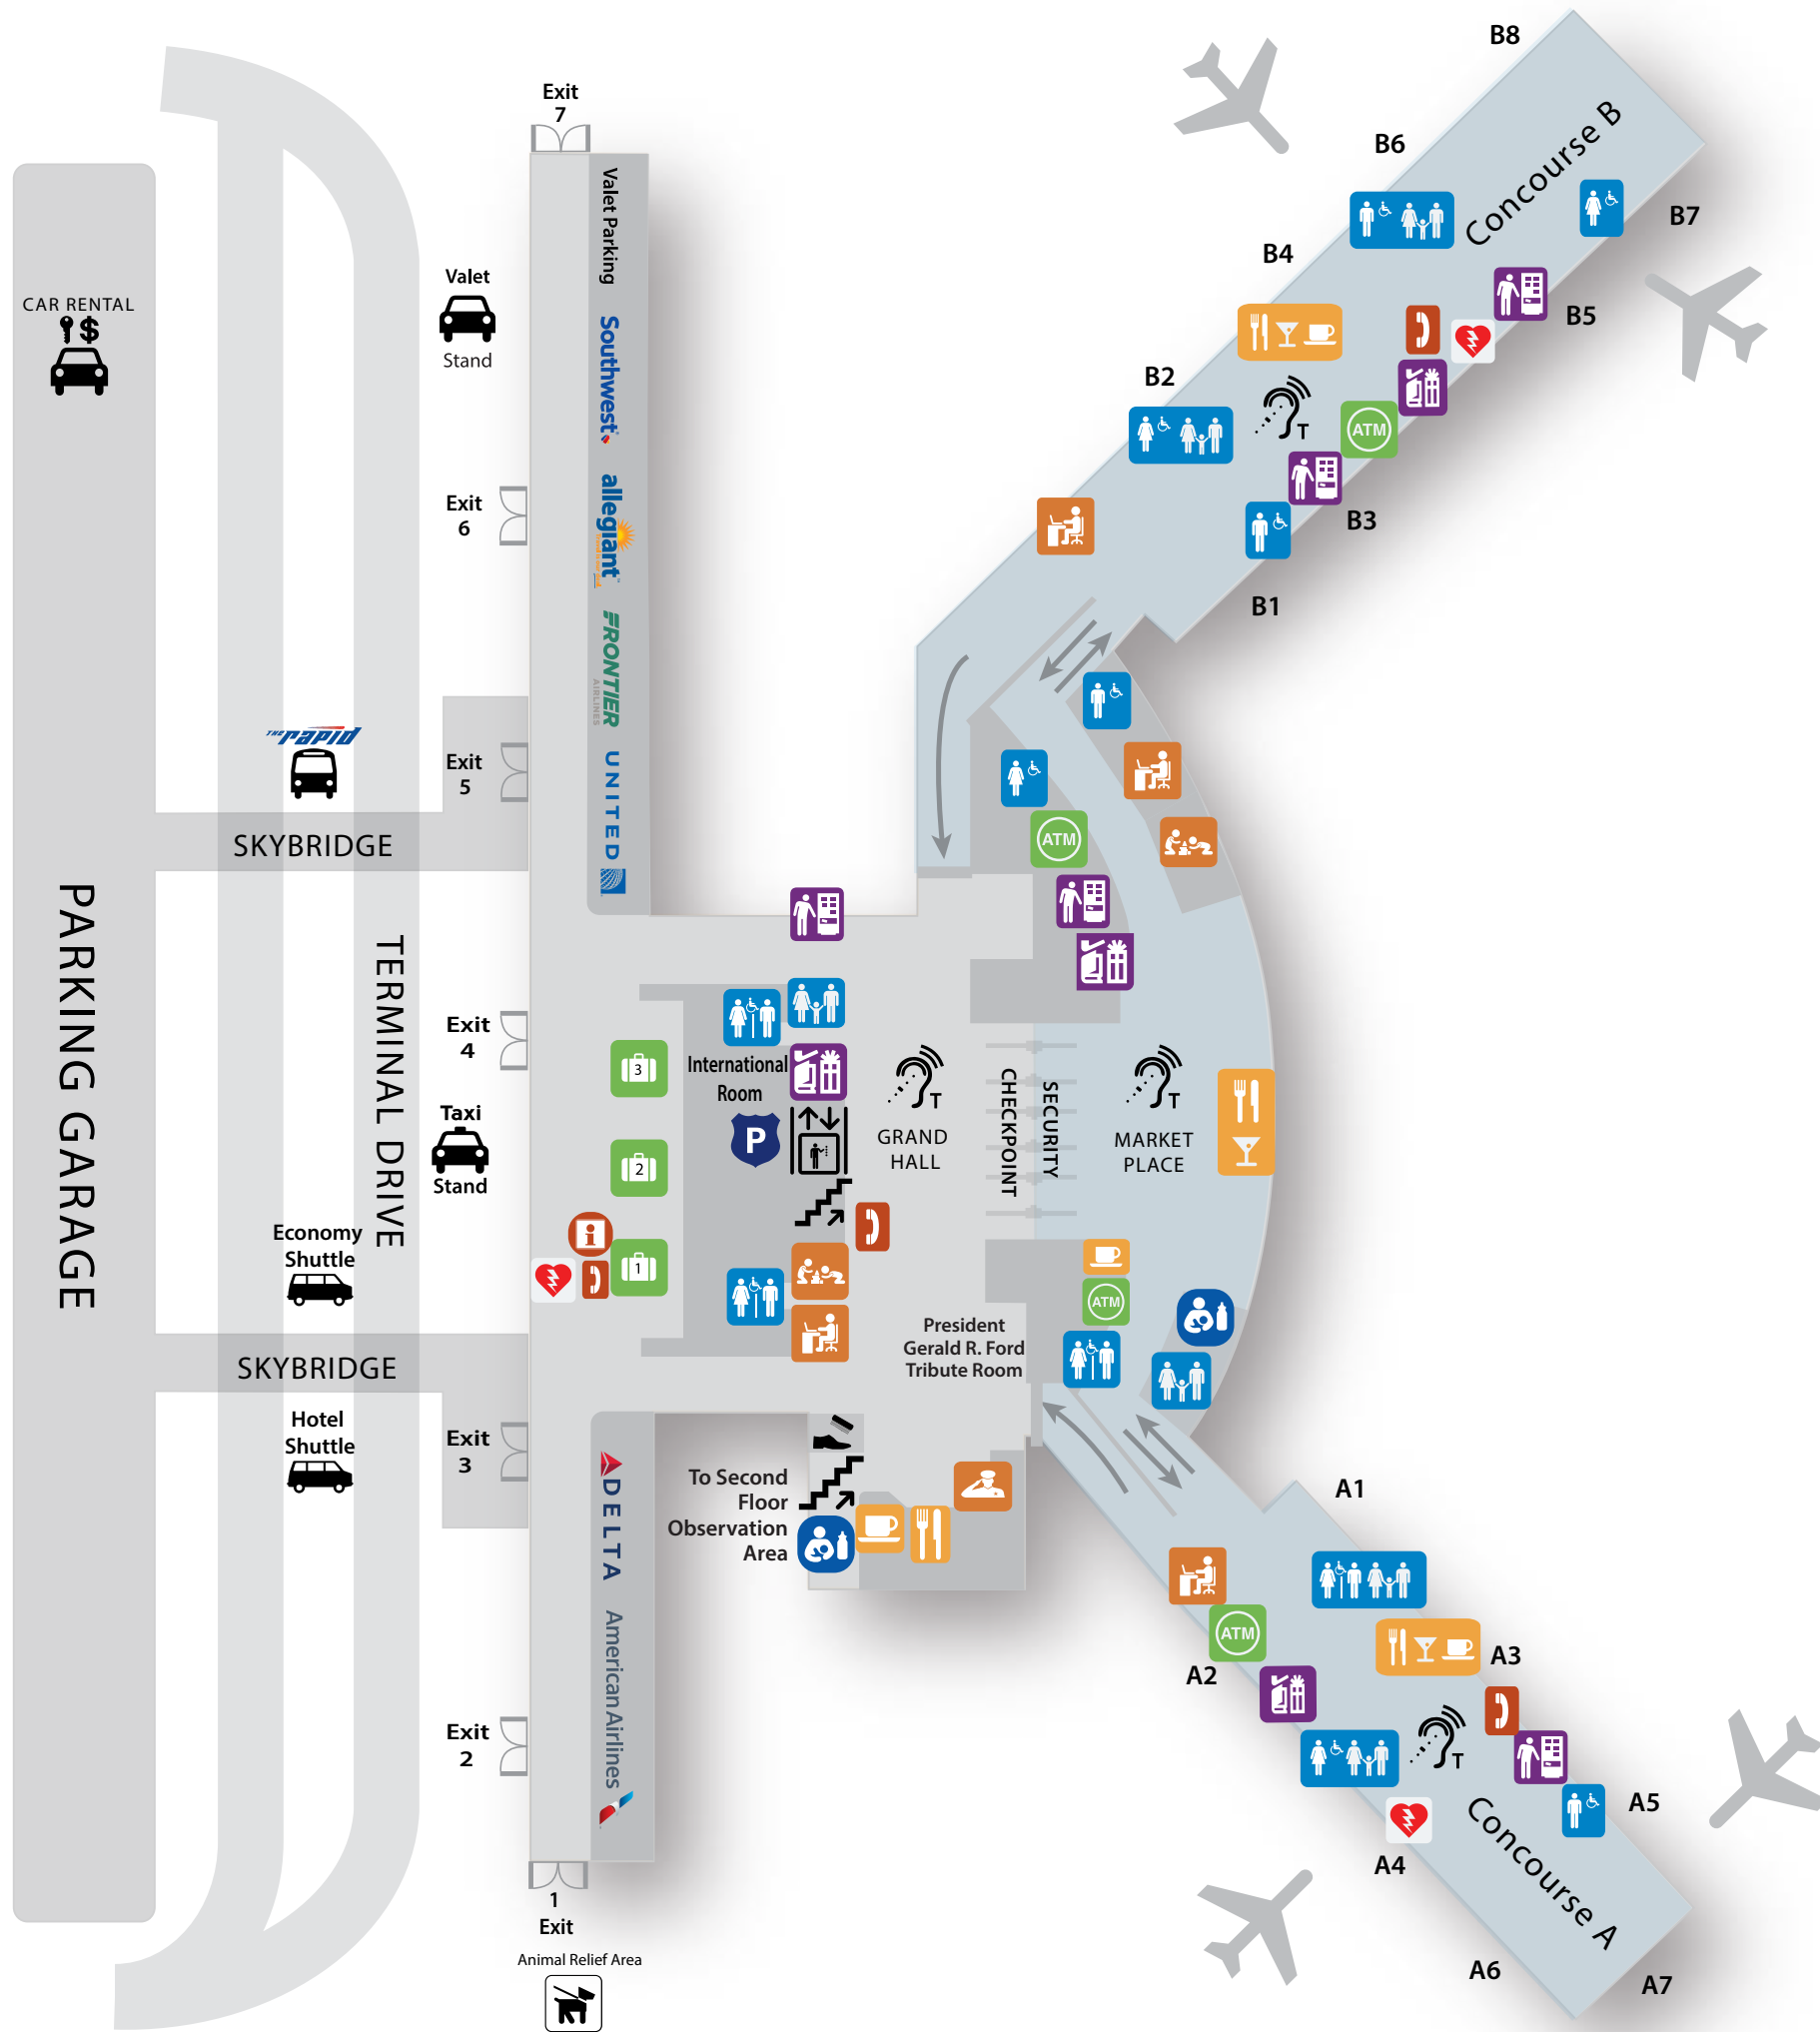 B8
Exit
7
Concourse B
B6
Valet Parking
B7
B4
Valet
Stand
CAR RENTAL
$
B5
Southwest
B2
T
ATM
allegiant
Exit
6
B3
B1
FRONTIER
AIRLINES
THE rapid
Exit
5
UNITED
ATM
SKYBRIDGE
PARKING GARAGE
TERMINAL DRIVE
Exit
4
3
International
Room
T
T
CHECKPOINT
SECURITY
P
GRAND
HALL
MARKET
PLACE
Taxi
Stand
2
Economy
Shuttle
i
1
ATM
President
Gerald R. Ford
Tribute Room
SKYBRIDGE
Hotel
Shuttle
Exit
3
DELTA
To Second
Floor
Observation
Area
A1
ATM
A2
A3
American Airlines
T
Exit
2
A5
Concourse A
A4
1
Exit
A6
A7
Animal Relief Area